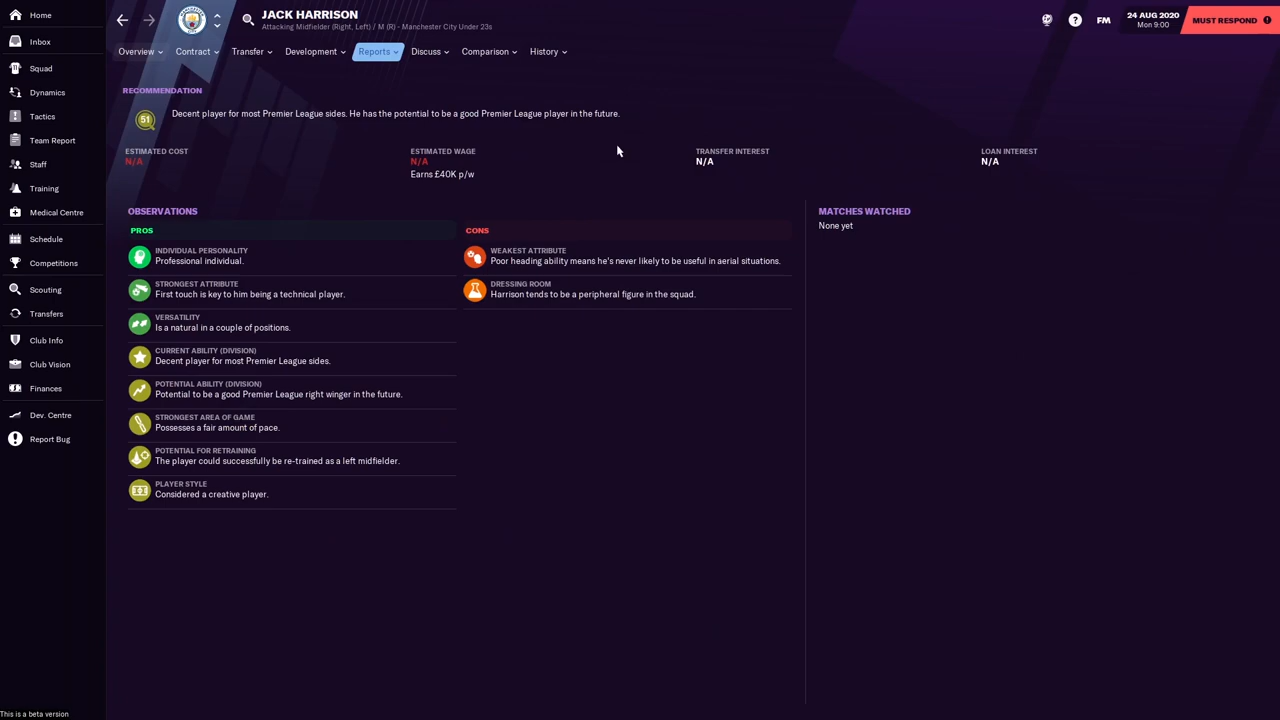 Home
Inbox
Squad
Dynamics
Tactics
Team Report
Staff
Training
Medical Centre
Schedule
Competitions
Scouting
Transfers
Club Info
Club Vision
Finances
Dev. Centre
Report Bug
This is a beta version
JACK HARRISON
Attacking Midfielder (Right, Left) / M (R) - Manchester City Under 23s
FM
24 AUG 2020
Mon 9:00
MUST RESPOND
Overview
Contract
Transfer
Development
Reports
Discuss
Comparison
History
RECOMMENDATION
51
Decent player for most Premier League sides. He has the potential to be a good Premier League player in the future.
ESTIMATED COST
N/A
ESTIMATED WAGE
N/A
Earns £40K p/w
TRANSFER INTEREST
N/A
LOAN INTEREST
N/A
OBSERVATIONS
PROS
INDIVIDUAL PERSONALITY
Professional individual.
STRONGEST ATTRIBUTE
First touch is key to him being a technical player.
VERSATILITY
Is a natural in a couple of positions.
CURRENT ABILITY (DIVISION)
Decent player for most Premier League sides.
POTENTIAL ABILITY (DIVISION)
Potential to be a good Premier League right winger in the future.
STRONGEST AREA OF GAME
Possesses a fair amount of pace.
POTENTIAL FOR RETRAINING
The player could successfully be re-trained as a left midfielder.
PLAYER STYLE
Considered a creative player.
CONS
WEAKEST ATTRIBUTE
Poor heading ability means he's never likely to be useful in aerial situations.
DRESSING ROOM
Harrison tends to be a peripheral figure in the squad.
MATCHES WATCHED
None yet